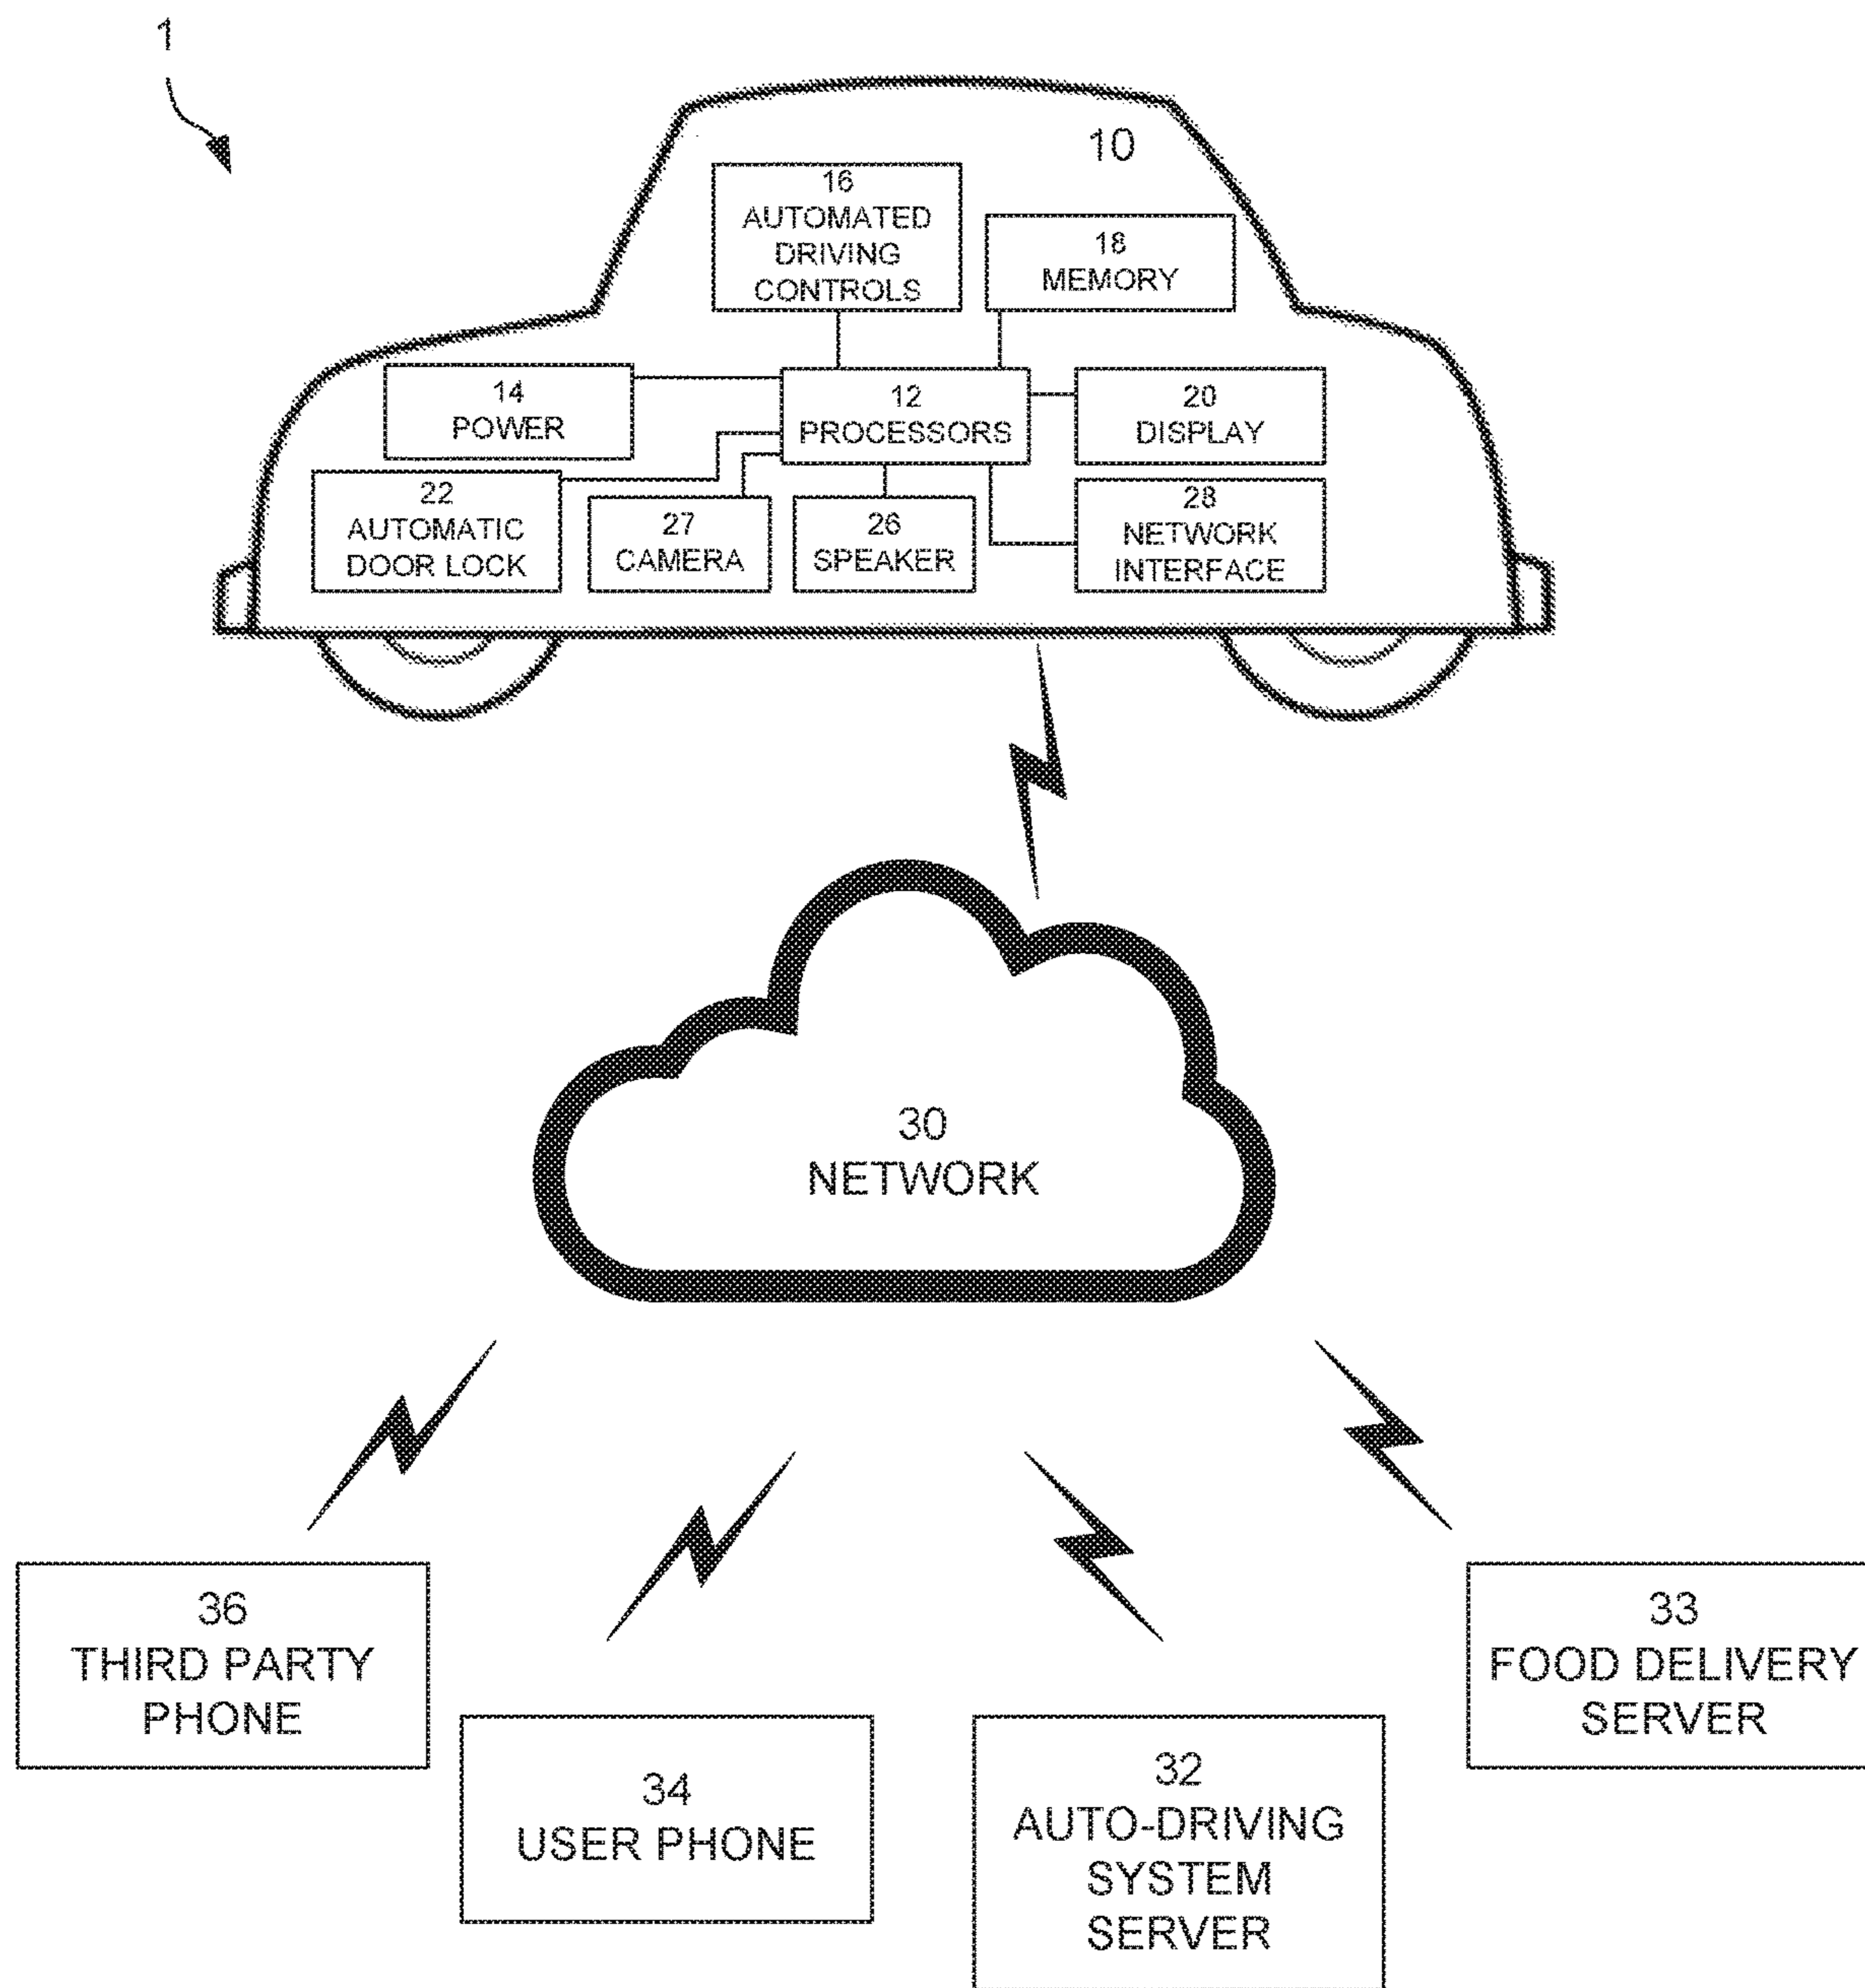 1
10
16
AUTOMATED
DRIVING
CONTROLS
18
MEMORY
14
POWER
12
PROCESSORS
20
DISPLAY
22
AUTOMATIC
DOOR LOCK
27
CAMERA
26
SPEAKER
28
NETWORK
INTERFACE
30
NETWORK
36
THIRD PARTY
PHONE
34
USER PHONE
32
AUTO-DRIVING
SYSTEM
SERVER
33
FOOD DELIVERY
SERVER